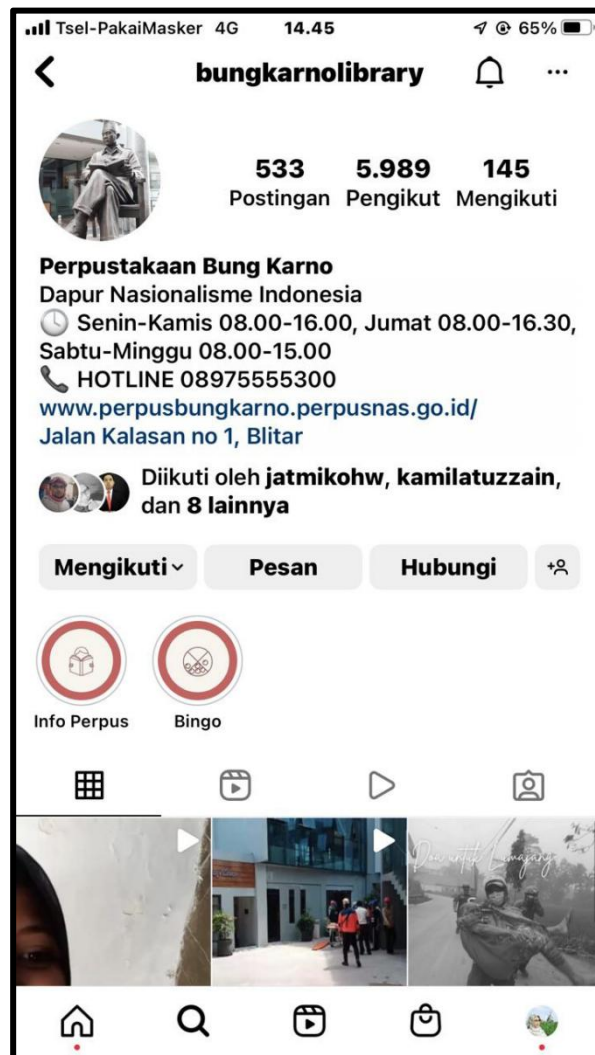 Tsel-PakaiMasker 4G 14.45 65%
bungkarnolibrary
533 5.989 145
Postingan Pengikut Mengikuti
Perpustakaan Bung Karno
Dapur Nasionalisme Indonesia
Senin-Kamis 08.00-16.00, Jumat 08.00-16.30,
Sabtu-Minggu 08.00-15.00
HOTLINE 08975555300
www.perpusbungkarno.perpusnas.go.id/
Jalan Kalasan no 1, Blitar
Diikuti oleh jatmikohw, kamilatuzzain,
dan 8 lainnya
Mengikuti Pesan Hubungi
Info Perpus Bingo
Doa untuk Lumajang